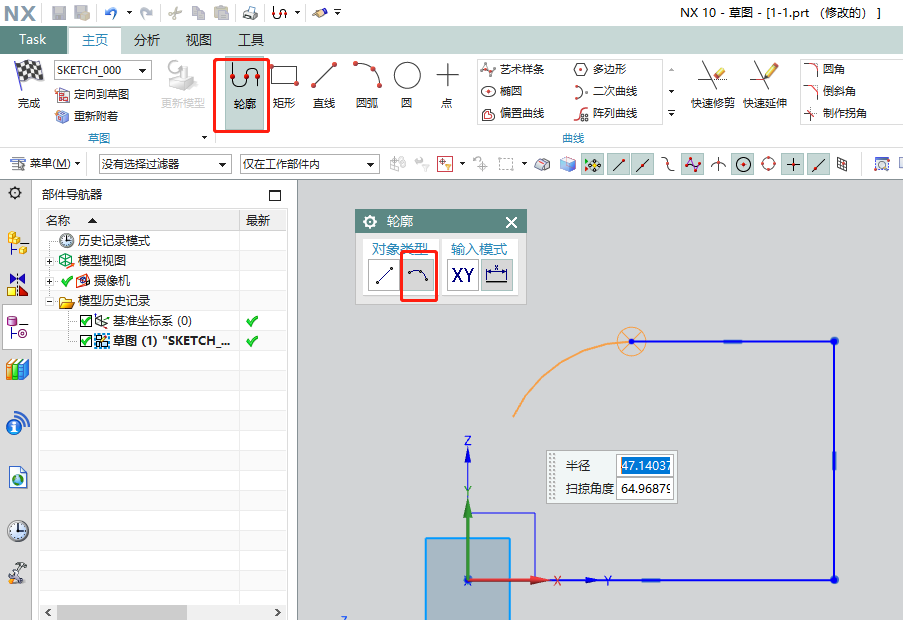 NX
NX 10 - 草图 - [1-1.prt （修改的） ]
Task 主页 分析 视图 工具
完成
SKETCH_000
定向到草图
重新附着
草图
更新模型
轮廓
矩形
直线
圆弧
圆
点
艺术样条 多边形
椭圆 二次曲线
偏置曲线 阵列曲线
曲线
快速修剪
快速延伸
圆角
倒斜角
制作拐角
菜单(M) 没有选择过滤器 仅在工作部件内
部件导航器
名称 最新
历史记录模式
模型视图
摄像机
模型历史记录
基准坐标系 (0)
草图 (1) "SKETCH_...
轮廓
对象类型 输入模式
XY
x
半径 47.14037
扫掠角度 64.96879
Z
Y
X
Y
Z